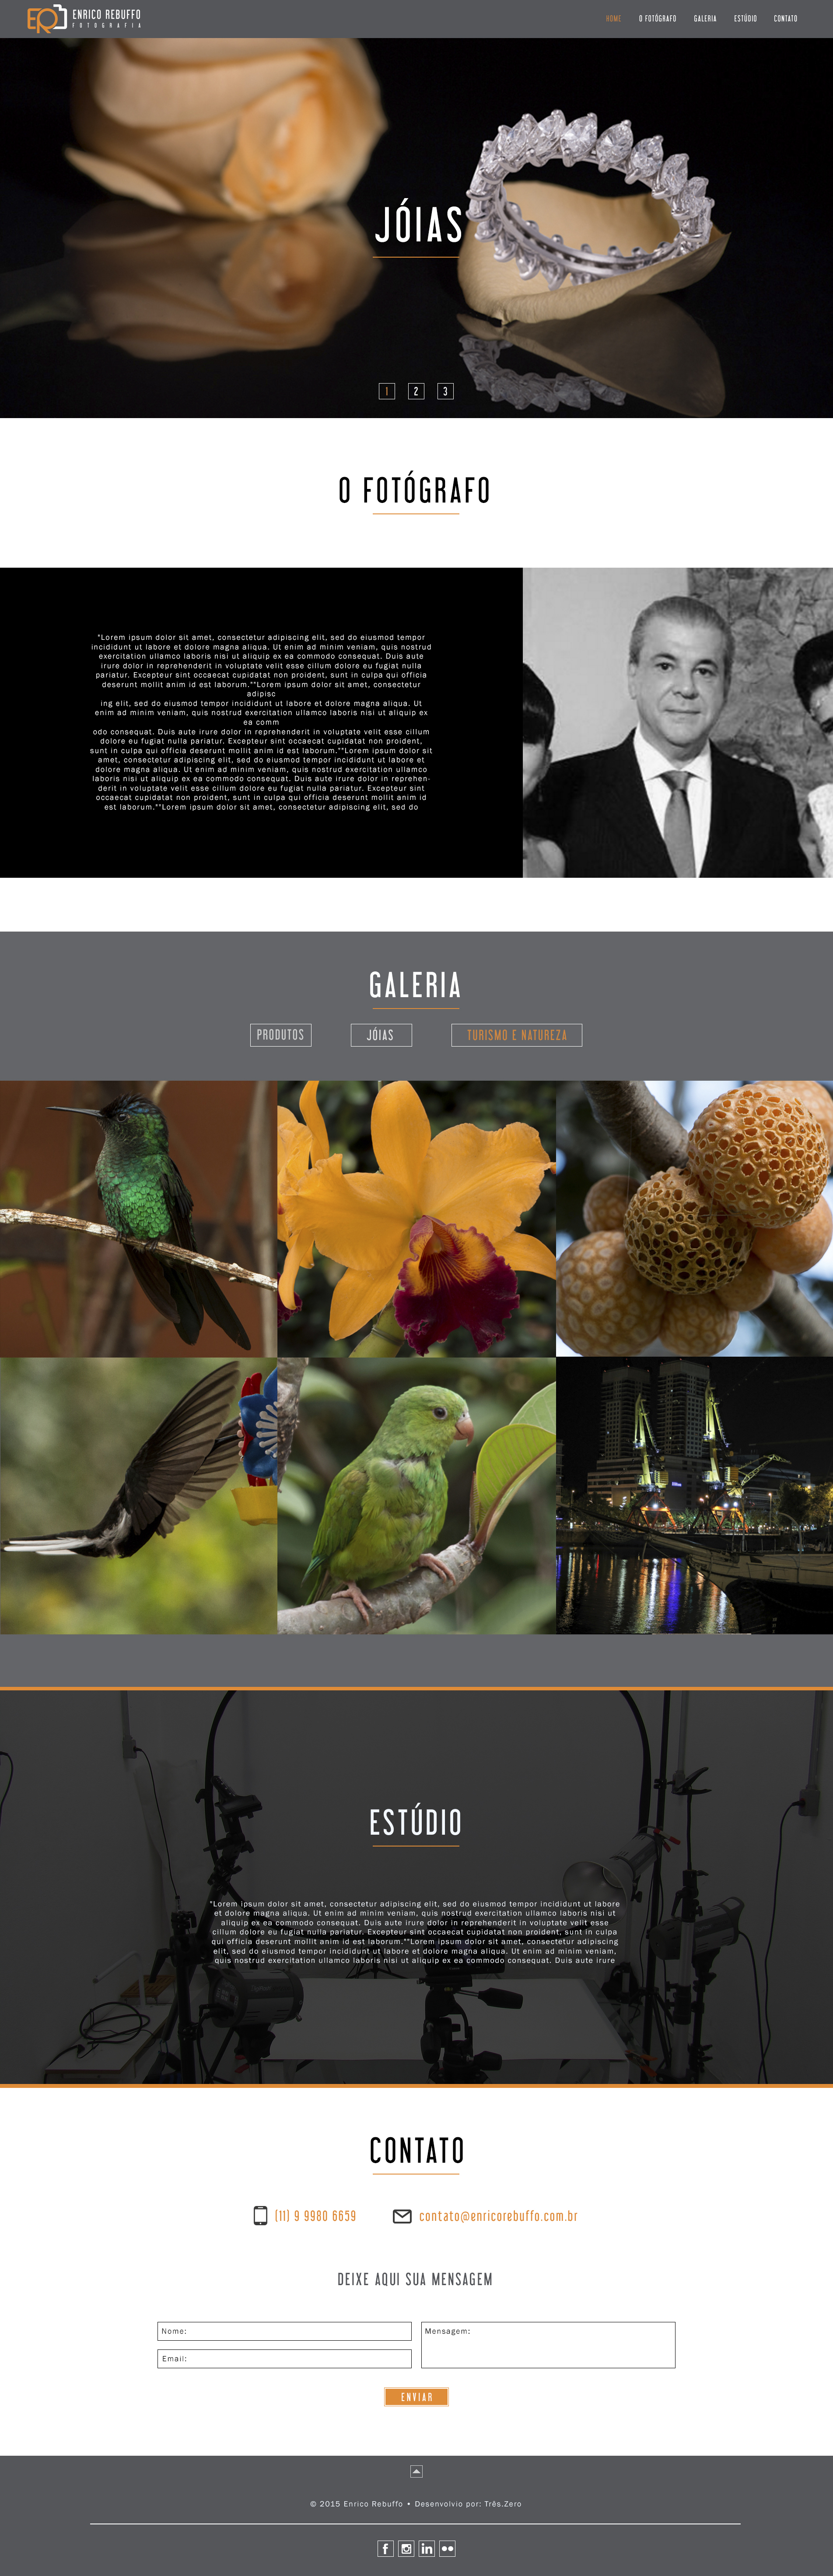 ENRICO REBUFFO
FOTOGRAFIA
HOME O FOTÓGRAFO GALERIA ESTÚDIO CONTATO
JÓIAS
1 2 3
O FOTÓGRAFO
"Lorem ipsum dolor sit amet, consectetur adipiscing elit, sed do eiusmod tempor
incididunt ut labore et dolore magna aliqua. Ut enim ad minim veniam, quis nostrud
exercitation ullamco laboris nisi ut aliquip ex ea commodo consequat. Duis aute
irure dolor in reprehenderit in voluptate velit esse cillum dolore eu fugiat nulla
pariatur. Excepteur sint occaecat cupidatat non proident, sunt in culpa qui officia
deserunt mollit anim id est laborum.""Lorem ipsum dolor sit amet, consectetur
adipisc
ing elit, sed do eiusmod tempor incididunt ut labore et dolore magna aliqua. Ut
enim ad minim veniam, quis nostrud exercitation ullamco laboris nisi ut aliquip ex
ea comm
odo consequat. Duis aute irure dolor in reprehenderit in voluptate velit esse cillum
dolore eu fugiat nulla pariatur. Excepteur sint occaecat cupidatat non proident,
sunt in culpa qui officia deserunt mollit anim id est laborum.""Lorem ipsum dolor sit
amet, consectetur adipiscing elit, sed do eiusmod tempor incididunt ut labore et
dolore magna aliqua. Ut enim ad minim veniam, quis nostrud exercitation ullamco
laboris nisi ut aliquip ex ea commodo consequat. Duis aute irure dolor in reprehen-
derit in voluptate velit esse cillum dolore eu fugiat nulla pariatur. Excepteur sint
occaecat cupidatat non proident, sunt in culpa qui officia deserunt mollit anim id
est laborum.""Lorem ipsum dolor sit amet, consectetur adipiscing elit, sed do
GALERIA
PRODUTOS JÓIAS TURISMO E NATUREZA
ESTÚDIO
"Lorem ipsum dolor sit amet, consectetur adipiscing elit, sed do eiusmod tempor incididunt ut labore
et dolore magna aliqua. Ut enim ad minim veniam, quis nostrud exercitation ullamco laboris nisi ut
aliquip ex ea commodo consequat. Duis aute irure dolor in reprehenderit in voluptate velit esse
cillum dolore eu fugiat nulla pariatur. Excepteur sint occaecat cupidatat non proident, sunt in culpa
qui officia deserunt mollit anim id est laborum.""Lorem ipsum dolor sit amet, consectetur adipiscing
elit, sed do eiusmod tempor incididunt ut labore et dolore magna aliqua. Ut enim ad minim veniam,
quis nostrud exercitation ullamco laboris nisi ut aliquip ex ea commodo consequat. Duis aute irure
CONTATO
(11) 9 9980 6659 contato@enricorebuffo.com.br
DEIXE AQUI SUA MENSAGEM
Nome: Mensagem:
Email:
ENVIAR
© 2015 Enrico Rebuffo • Desenvolvio por: Três.Zero